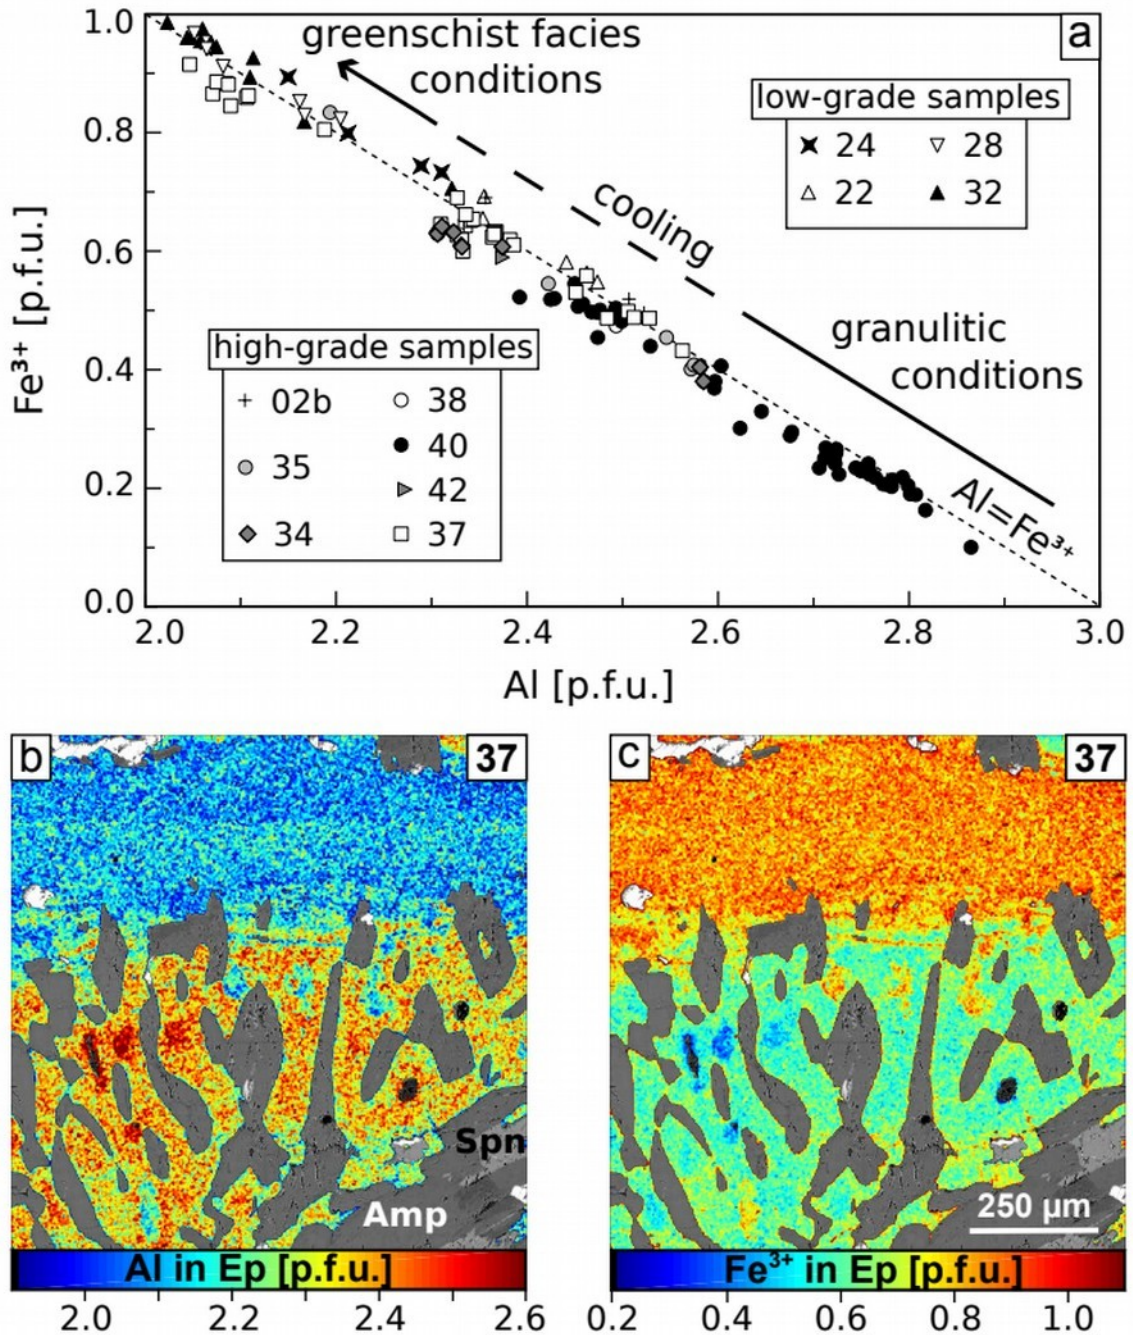 a
1.0
0.8
0.6
0.4
0.2
0.0
Fe³⁺ [p.f.u.]
greenschist facies
conditions
cooling
granulitic
conditions
Al=Fe³⁺
low-grade samples
24 28
22 32
high-grade samples
02b 38
40
35
42
34 37
2.0 2.2 2.4 2.6 2.8 3.0
Al [p.f.u.]
b
37
Spn
Amp
Al in Ep [p.f.u.]
2.0 2.2 2.4 2.6
c
37
250 µm
Fe³⁺ in Ep [p.f.u.]
0.2 0.4 0.6 0.8 1.0